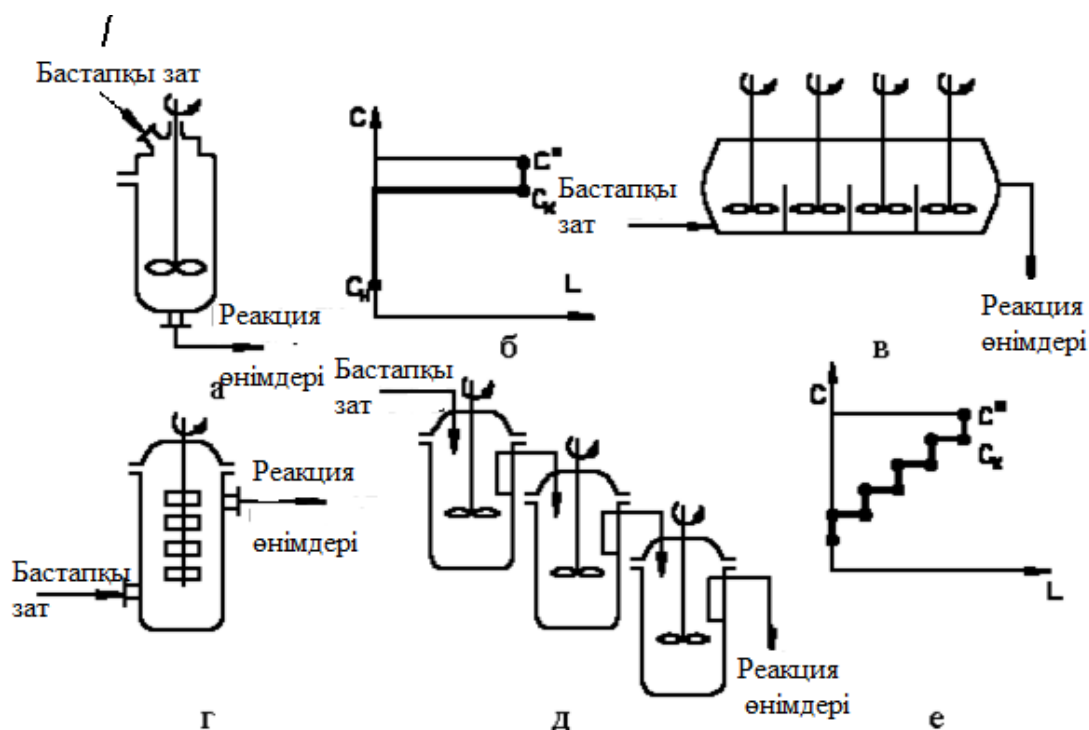 Бастапқы зат
Реакция
өнімдері
а
C
C*
Cк
Cн
L
б
Бастапқы
зат
Реакция
өнімдері
в
Бастапқы
зат
Реакция
өнімдері
г
Бастапқы
зат
Реакция
өнімдері
д
C
C*
Cк
L
е